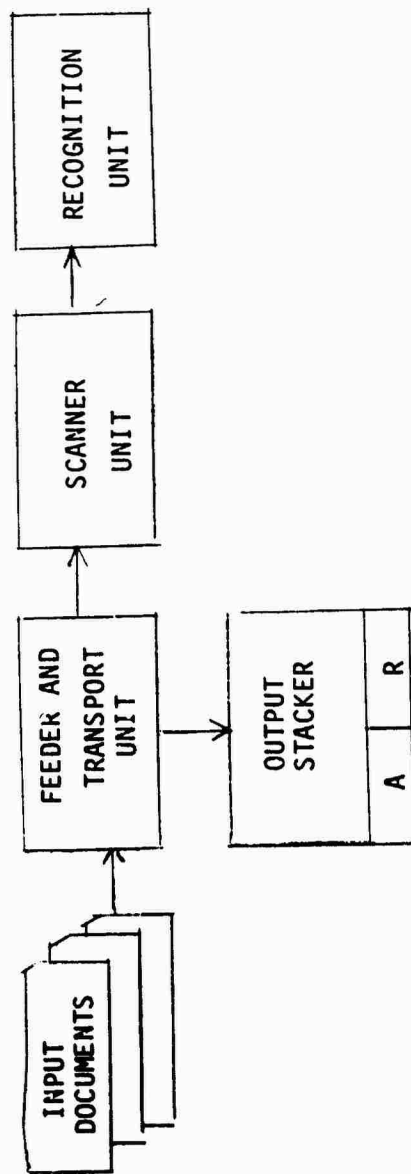 INPUT
DOCUMENTS
FEEDER AND
TRANSPORT
UNIT
SCANNER
UNIT
RECOGNITION
UNIT
OUTPUT
STACKER
A
R